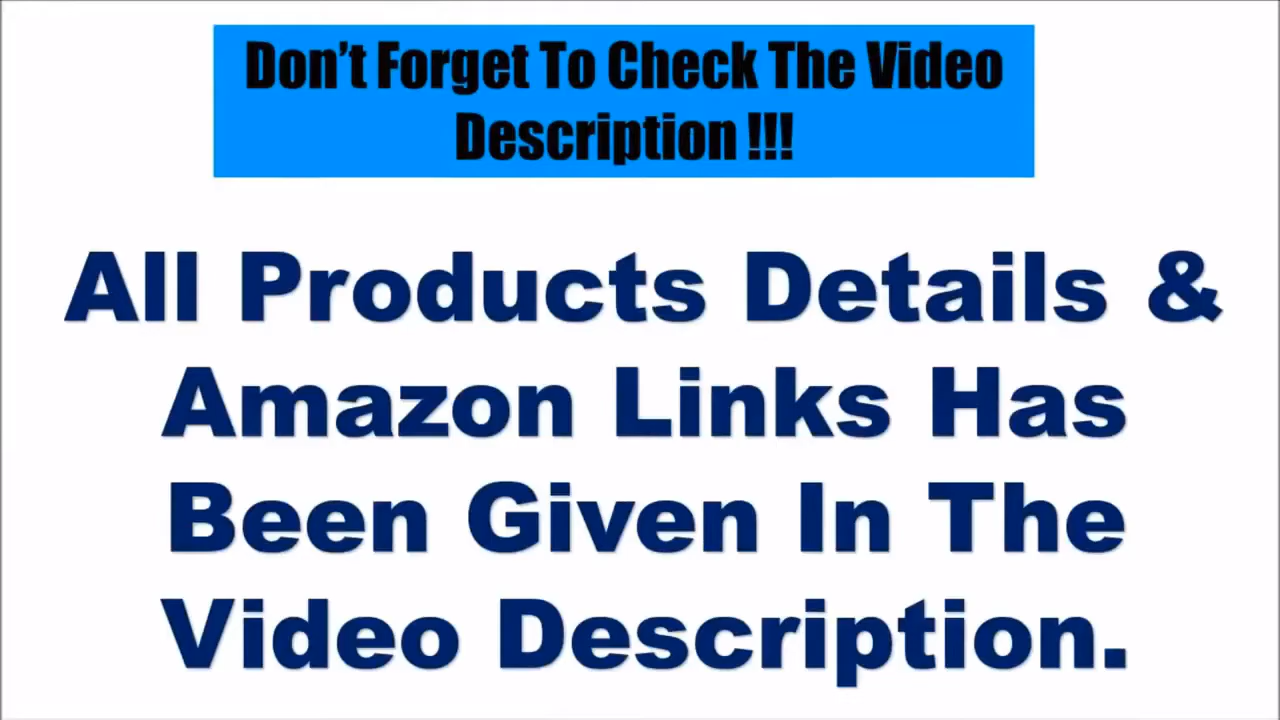 Don’t Forget To Check The Video
Description !!!
All Products Details &
Amazon Links Has
Been Given In The
Video Description.